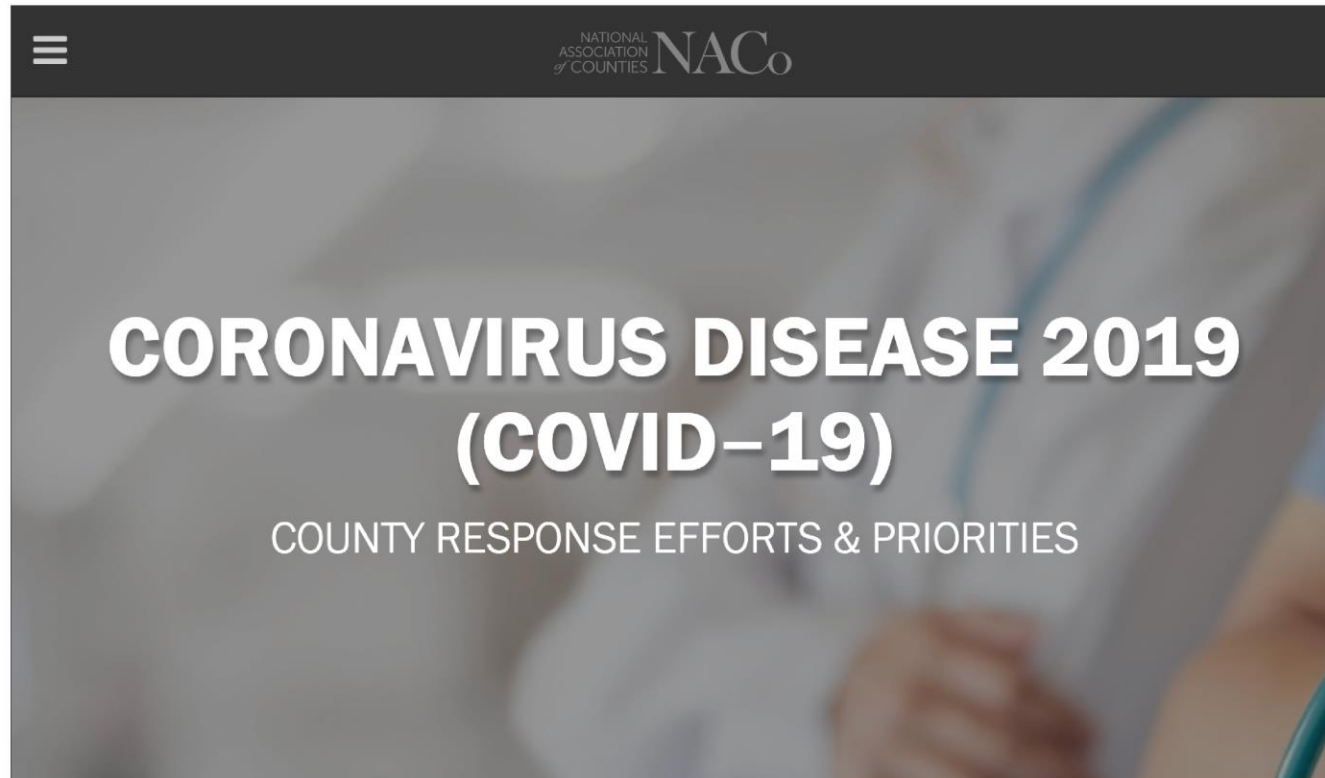 NATIONAL
ASSOCIATION
of COUNTIES NACo
CORONAVIRUS DISEASE 2019
(COVID–19)
COUNTY RESPONSE EFFORTS & PRIORITIES